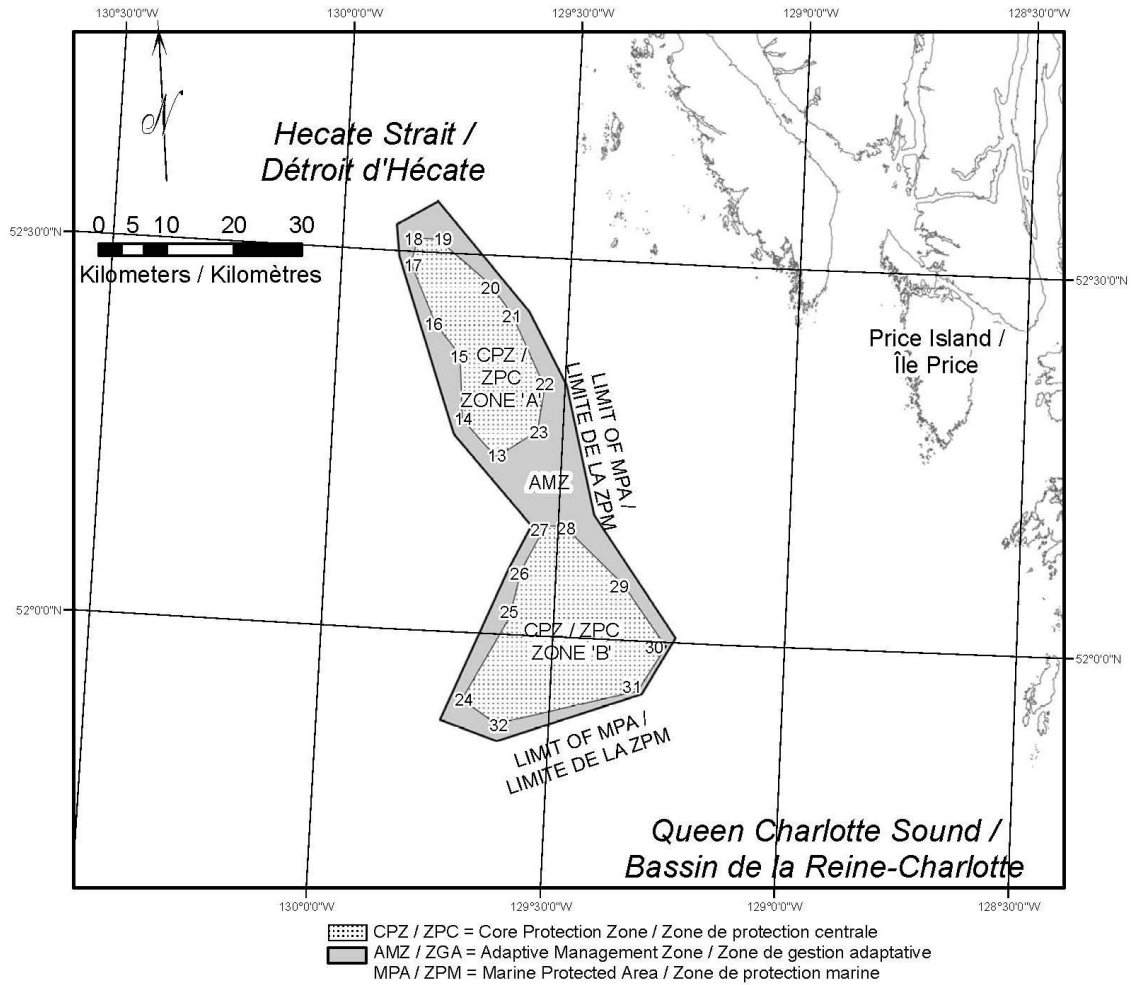 130°30'0"W
130°0'0"W
129°30'0"W
129°0'0"W
128°30'0"W
N
Hecate Strait /
Détroit d'Hécate
0 5 10 20 30
Kilometers / Kilomètres
52°30'0"N
52°30'0"N
18 19
17
20
21
16
15
CPZ /
ZPC
ZONE 'A'
22
14
23
13
AMZ
LIMIT OF MPA /
LIMITE DE LA ZPM
Price Island /
Île Price
27 28
26
29
25
52°0'0"N
52°0'0"N
CPZ / ZPC
ZONE 'B'
30
31
24
32
LIMIT OF MPA /
LIMITE DE LA ZPM
Queen Charlotte Sound /
Bassin de la Reine-Charlotte
130°0'0"W
129°30'0"W
129°0'0"W
128°30'0"W
CPZ / ZPC = Core Protection Zone / Zone de protection centrale
AMZ / ZGA = Adaptive Management Zone / Zone de gestion adaptative
MPA / ZPM = Marine Protected Area / Zone de protection marine